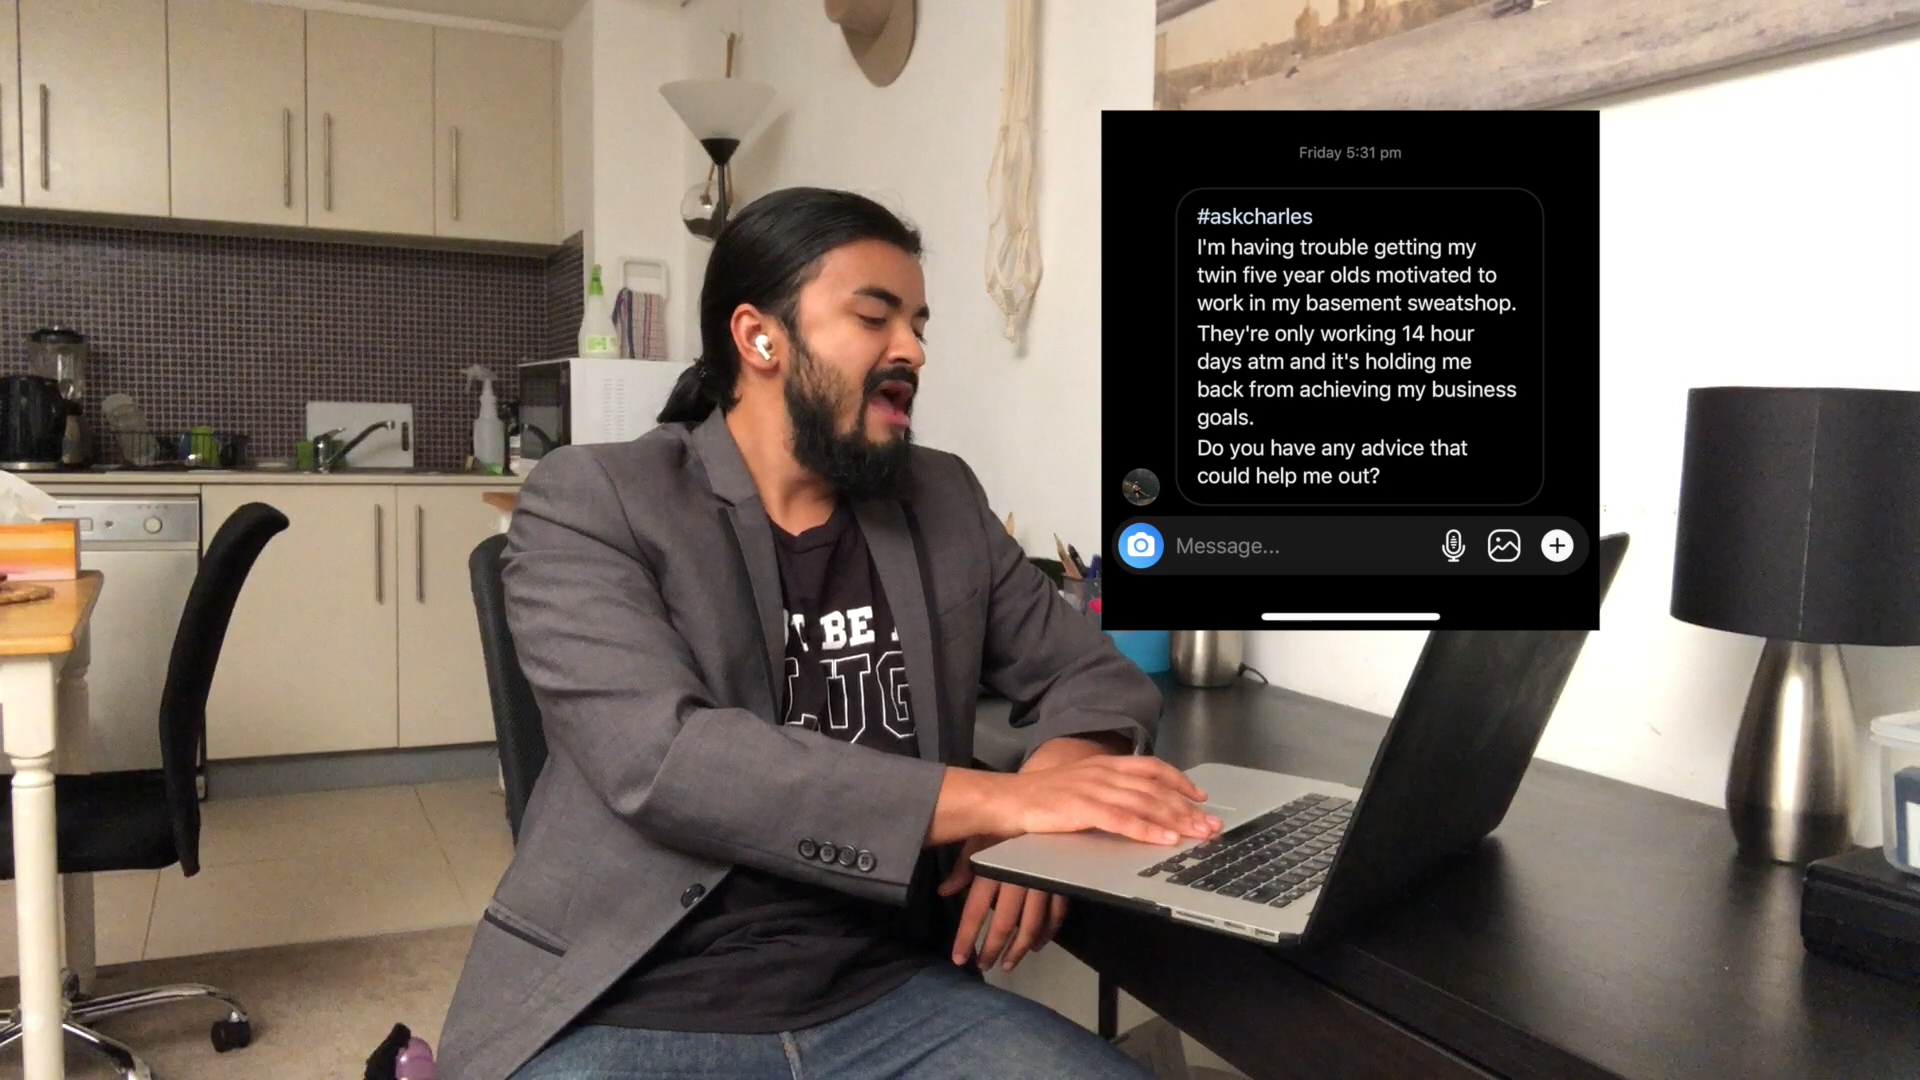 Friday 5:31 pm
#askcharles
I'm having trouble getting my
twin five year olds motivated to
work in my basement sweatshop.
They're only working 14 hour
days atm and it's holding me
back from achieving my business
goals.
Do you have any advice that
could help me out?
Message...
BE